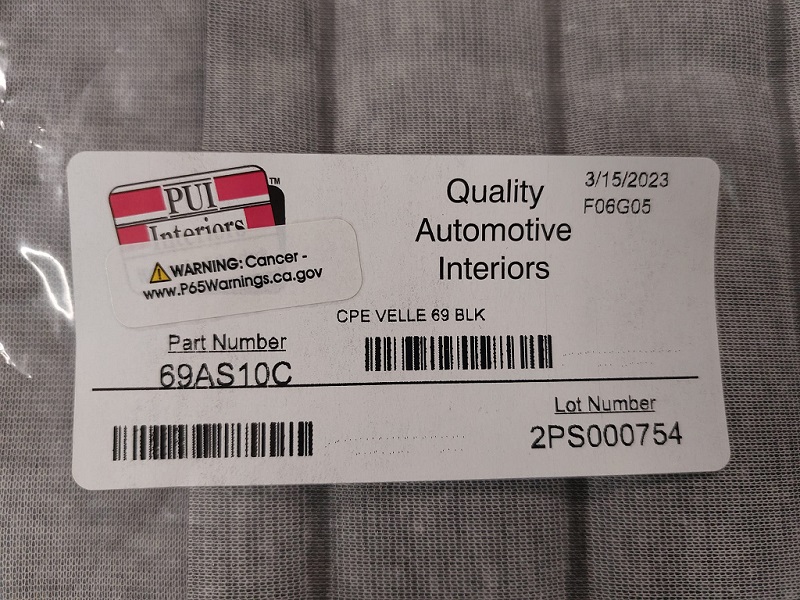 PUI
Interiors
TM
WARNING: Cancer -
www.P65Warnings.ca.gov
Quality
Automotive
Interiors
3/15/2023
F06G05
CPE VELLE 69 BLK
Part Number
69AS10C
Lot Number
2PS000754